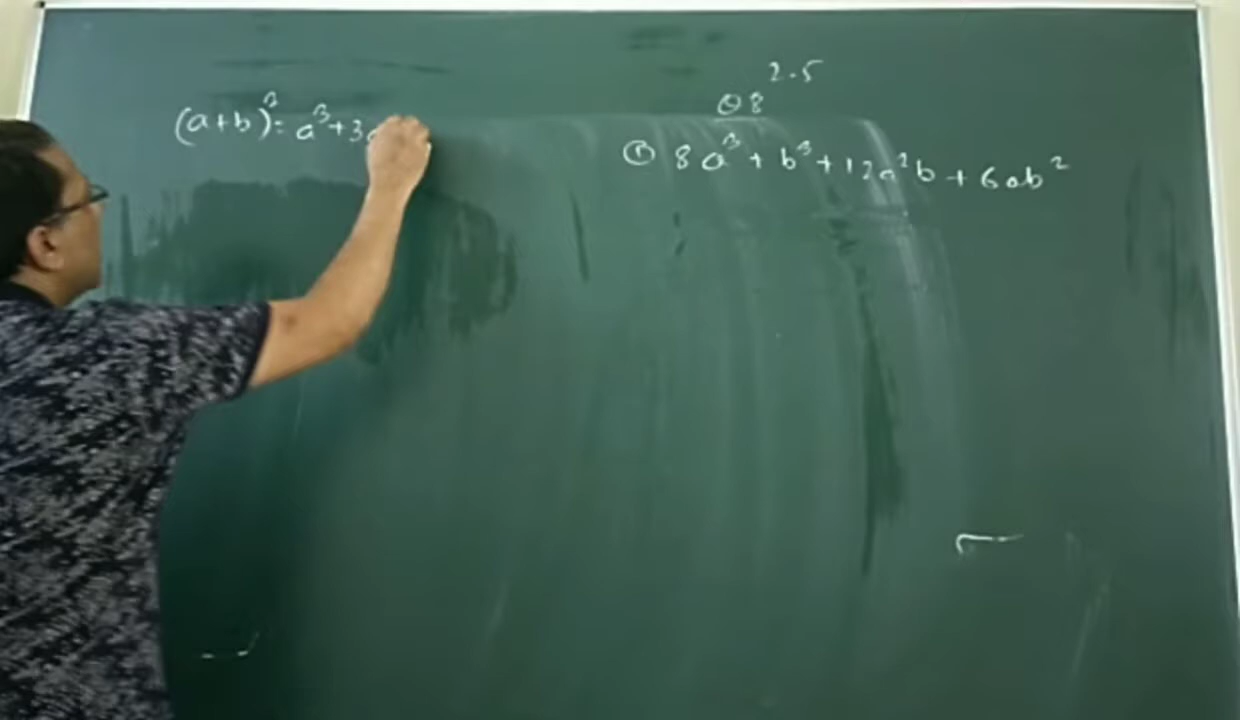 2.5
Q8
(a+b)³ = a³+3a
① 8a³ + b³ + 12a²b + 6ab²